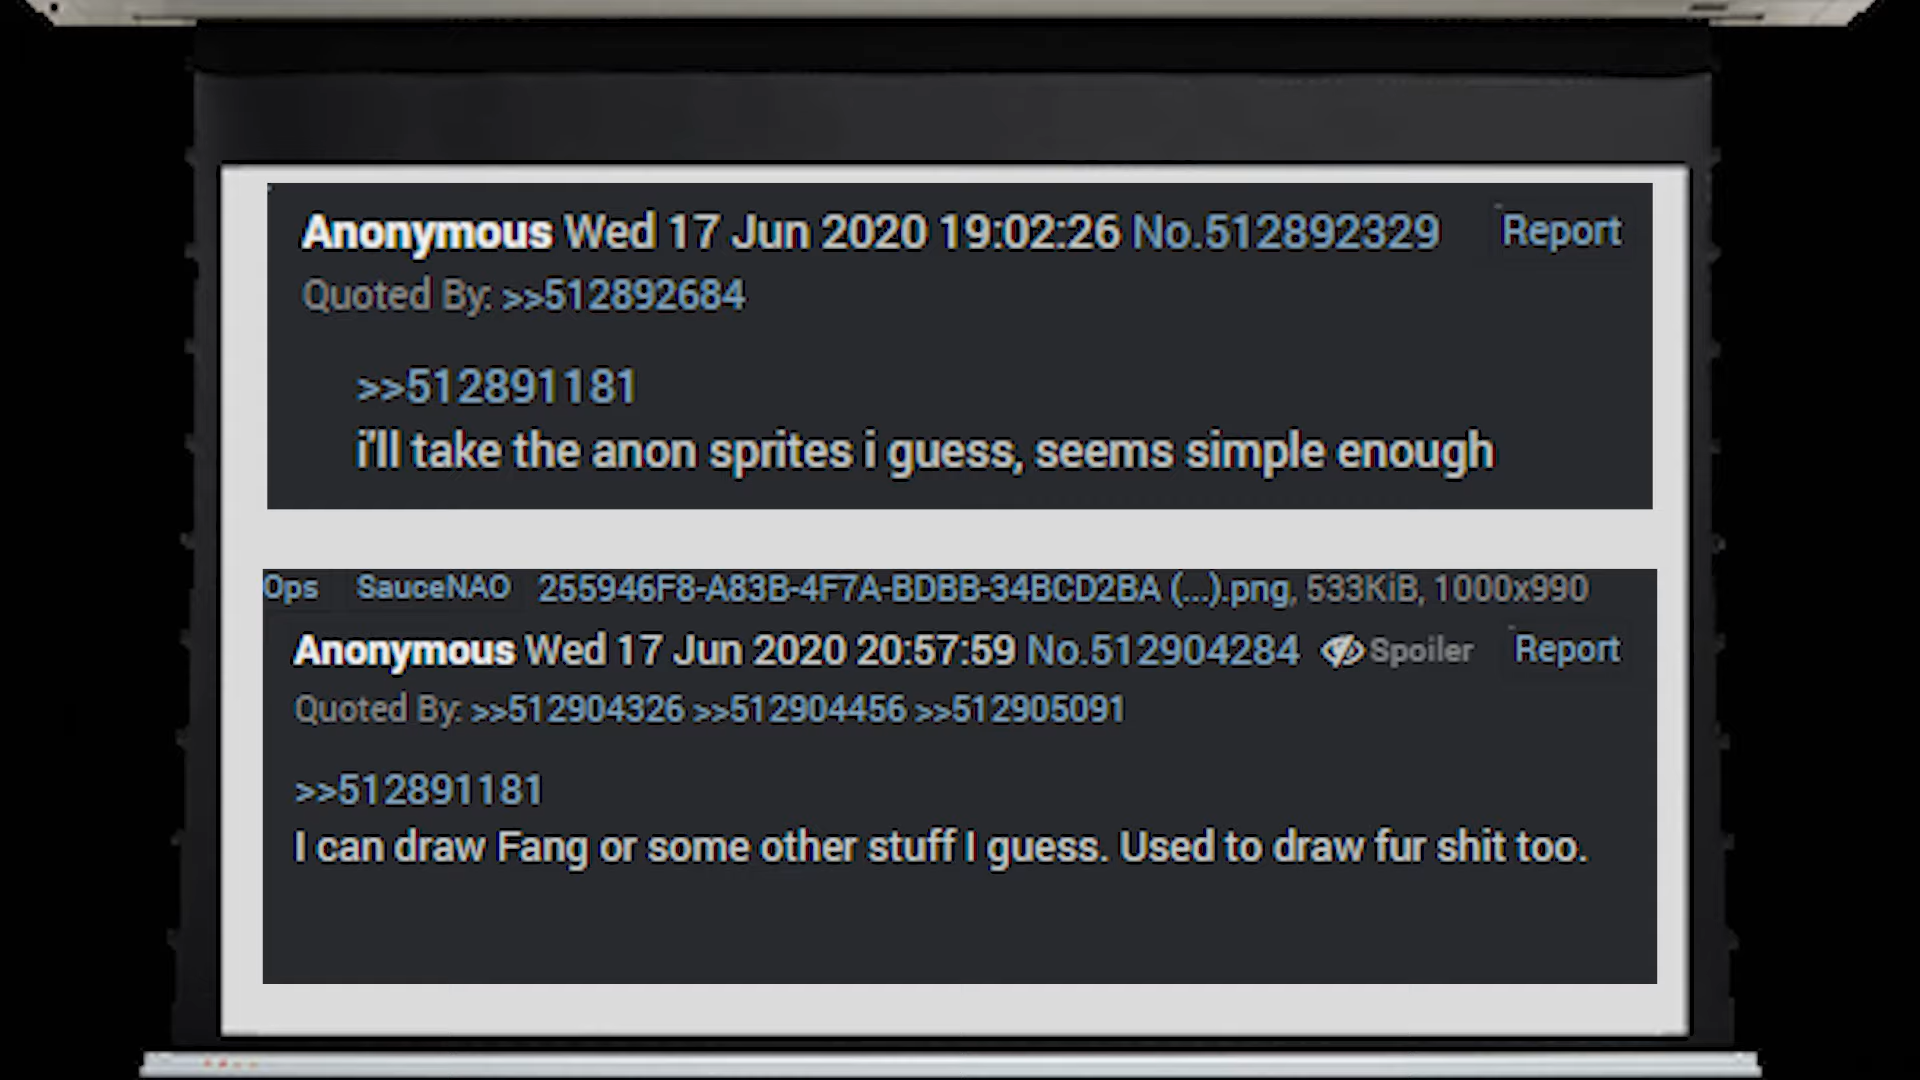 Anonymous Wed 17 Jun 2020 19:02:26 No.512892329 Report
Quoted By: >>512892684
>>512891181
i'll take the anon sprites i guess, seems simple enough
Ops SauceNAO 255946F8-A83B-4F7A-BDBB-34BCD2BA (...).png, 533KiB, 1000x990
Anonymous Wed 17 Jun 2020 20:57:59 No.512904284 Spoiler Report
Quoted By: >>512904326 >>512904456 >>512905091
>>512891181
I can draw Fang or some other stuff I guess. Used to draw fur shit too.